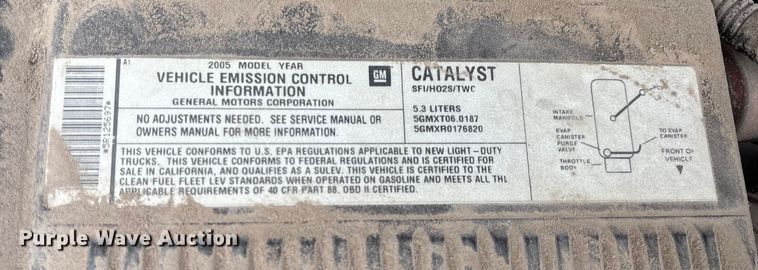 A1
*5R125697*
2005 MODEL YEAR
VEHICLE EMISSION CONTROL
INFORMATION
GENERAL MOTORS CORPORATION
GM
CATALYST
SFI/HO2S/TWC
NO ADJUSTMENTS NEEDED. SEE SERVICE MANUAL OR
OWNERS MANUAL FOR MORE INFORMATION.
5.3 LITERS
5GMXT06.0187
5GMXR0176820
THIS VEHICLE CONFORMS TO U.S. EPA REGULATIONS APPLICABLE TO NEW LIGHT-DUTY
TRUCKS. THIS VEHICLE CONFORMS TO FEDERAL REGULATIONS AND IS CERTIFIED FOR
SALE IN CALIFORNIA, AND QUALIFIES AS A SULEV. THIS VEHICLE IS CERTIFIED TO THE
CLEAN FUEL FLEET LEV STANDARDS WHEN OPERATED ON GASOLINE AND MEETS ALL THE
APPLICABLE REQUIREMENTS OF 40 CFR PART 88. OBD II CERTIFIED.
INTAKE
MANIFOLD
EVAP
CANISTER
PURGE
VALVE
THROTTLE
BODY
TO EVAP
CANISTER
FRONT OF
VEHICLE
Purple Wave Auction